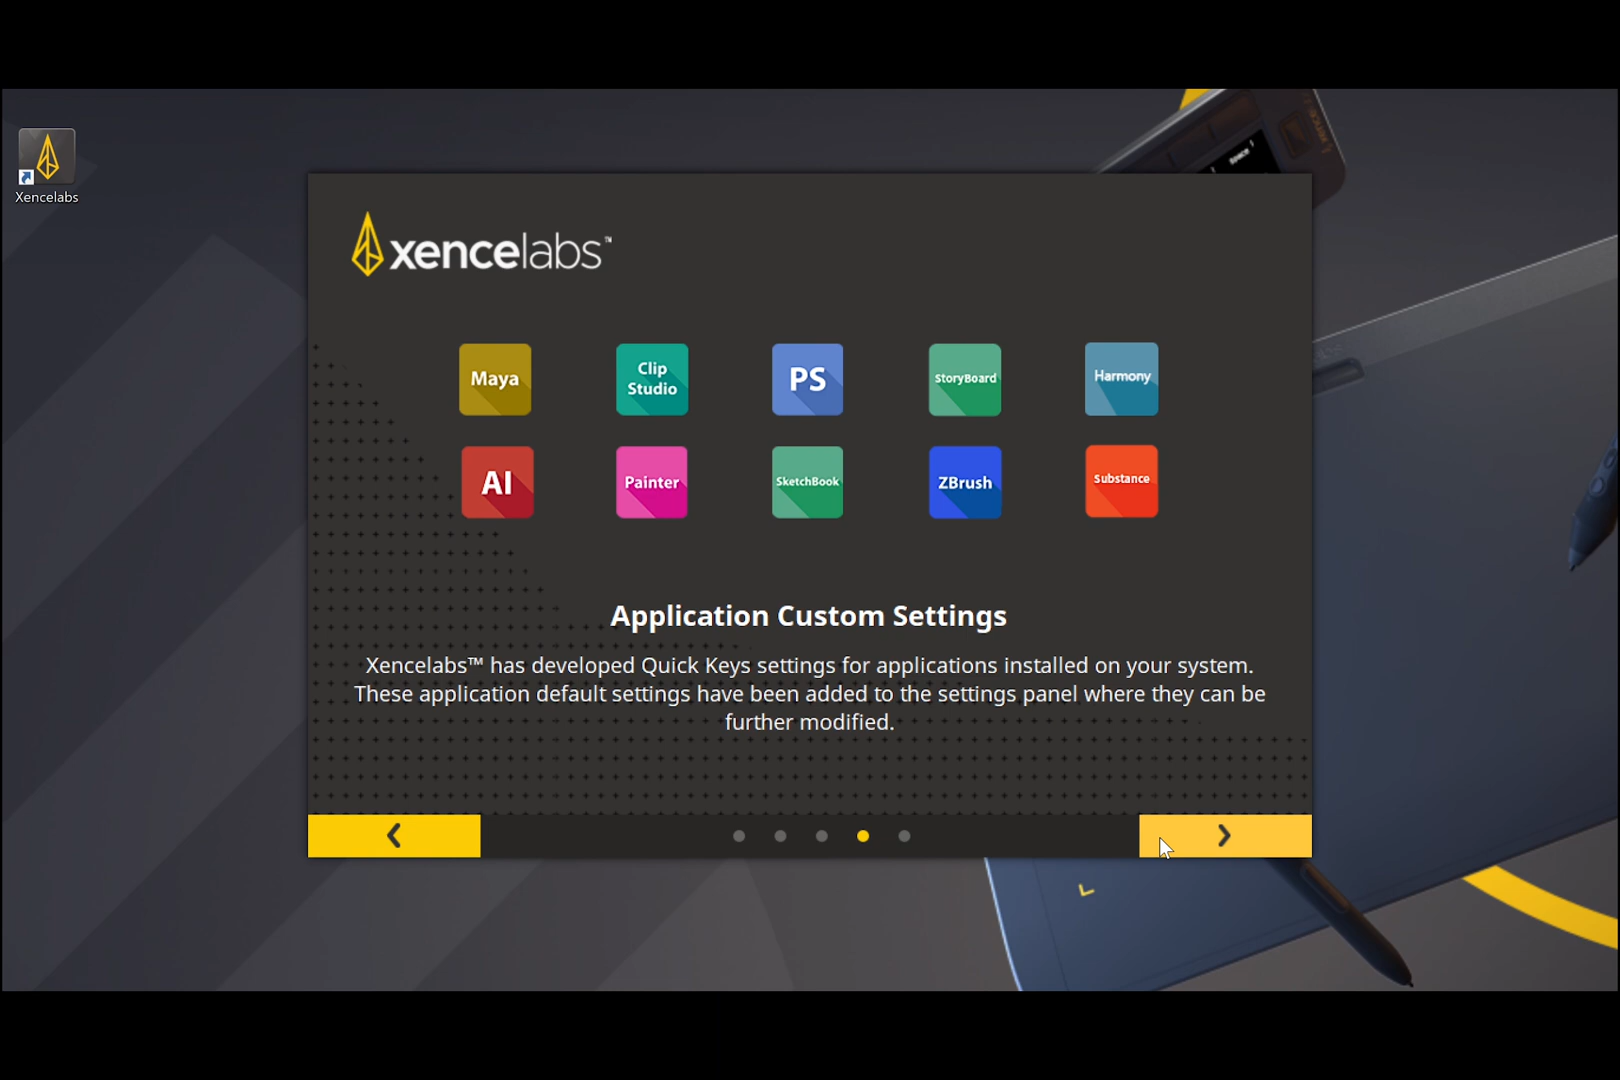 Xencelabs
xencelabs™
Maya
Clip
Studio
PS
StoryBoard
Harmony
AI
Painter
SketchBook
ZBrush
Substance
Application Custom Settings
Xencelabs™ has developed Quick Keys settings for applications installed on your system.
These application default settings have been added to the settings panel where they can be
further modified.